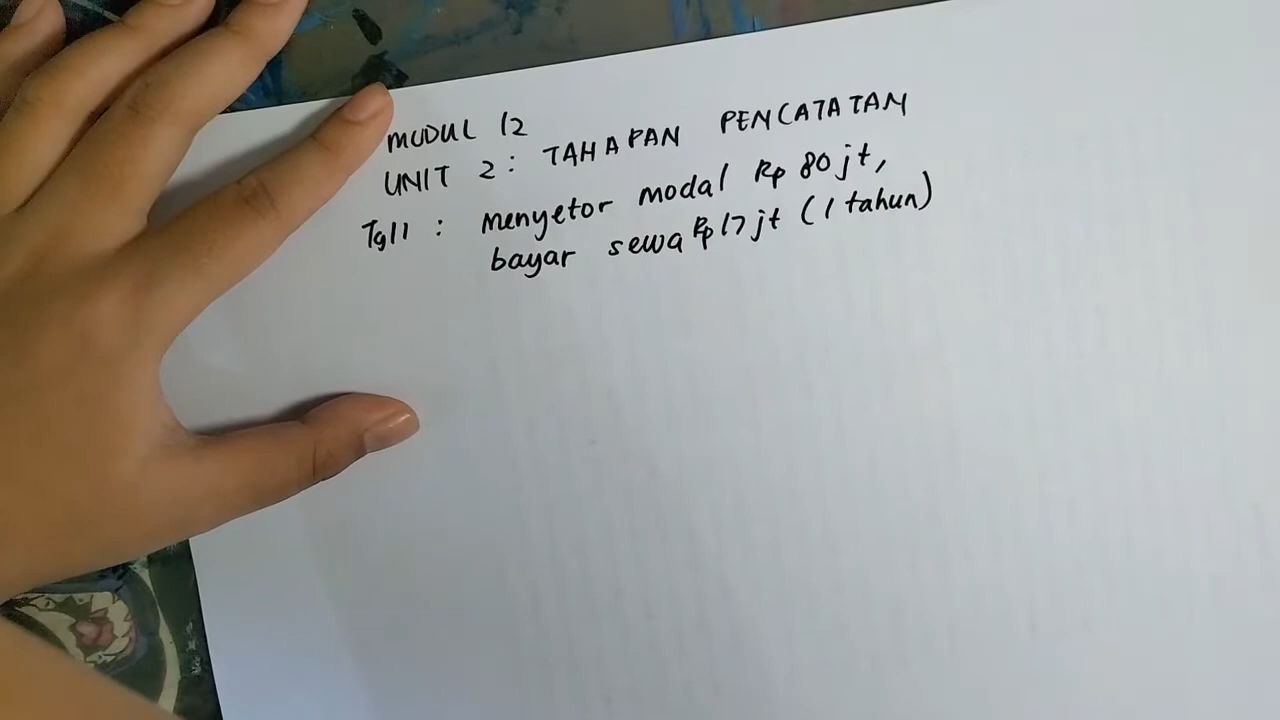 MODUL 12
UNIT 2: TAHAPAN PENCATATAN
Tgl 1 : menyetor modal Rp 80 jt,
bayar sewa Rp 17 jt (1 tahun)